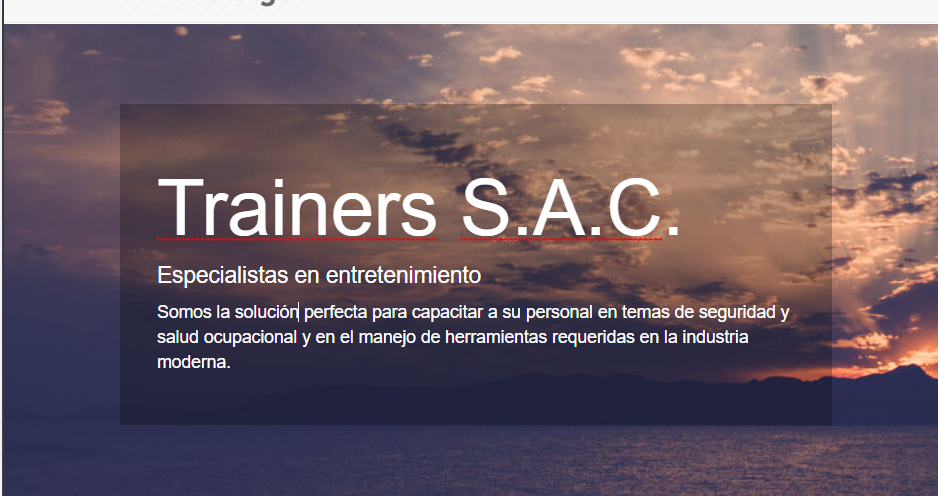 Trainers S.A.C.
Especialistas en entretenimiento
Somos la solución perfecta para capacitar a su personal en temas de seguridad y
salud ocupacional y en el manejo de herramientas requeridas en la industria
moderna.